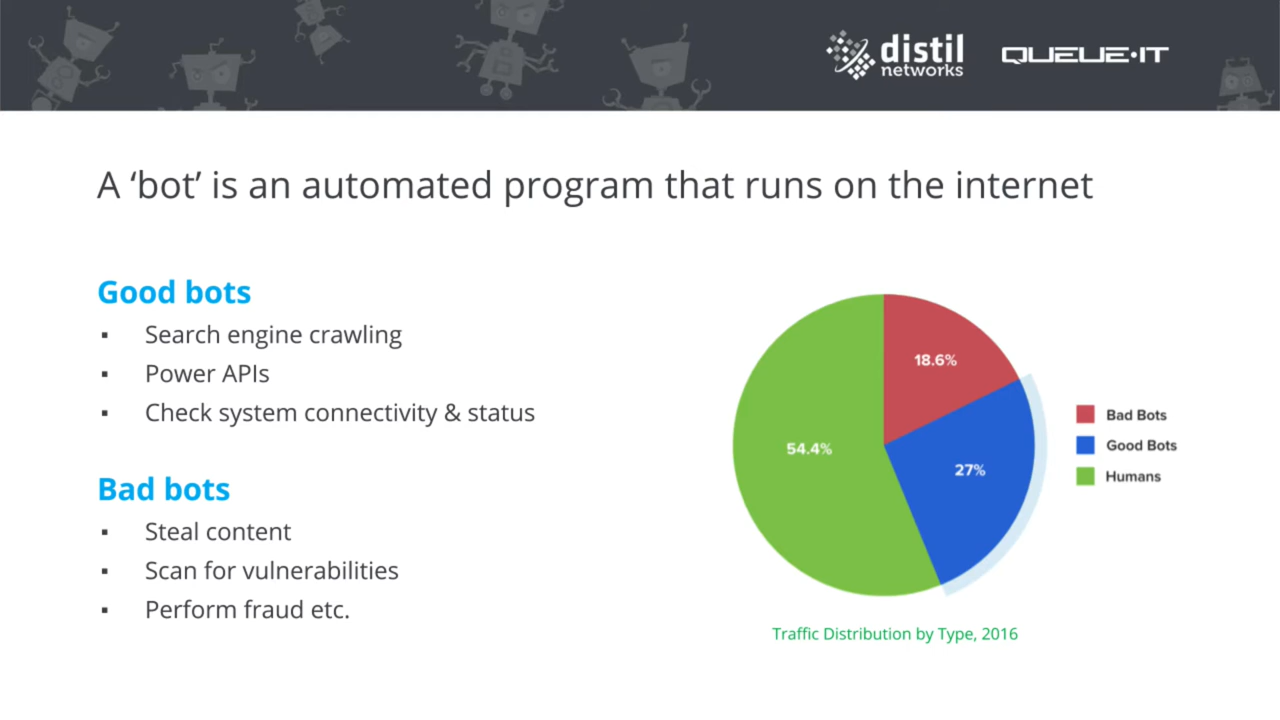 distil
networks
QUEUE·IT
A ‘bot’ is an automated program that runs on the internet
Good bots
▪ Search engine crawling
▪ Power APIs
▪ Check system connectivity & status
Bad bots
▪ Steal content
▪ Scan for vulnerabilities
▪ Perform fraud etc.
18.6%
54.4%
27%
Bad Bots
Good Bots
Humans
Traffic Distribution by Type, 2016